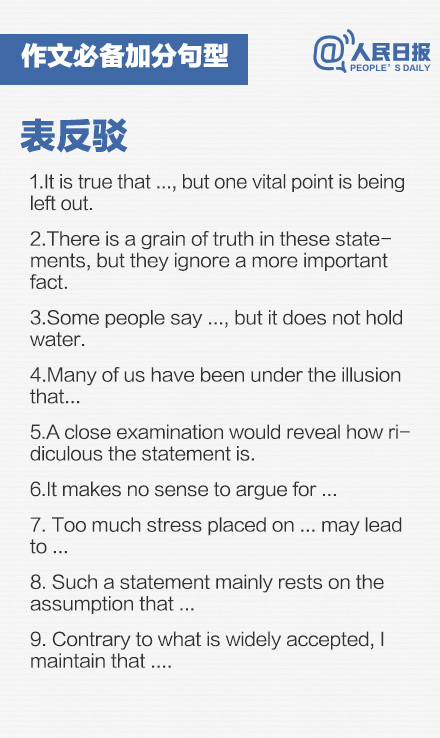 作文必备加分句型
@人民日报
PEOPLE'S DAILY
表反驳
1.It is true that ..., but one vital point is being
left out.
2.There is a grain of truth in these state-
ments, but they ignore a more important
fact.
3.Some people say ..., but it does not hold
water.
4.Many of us have been under the illusion
that...
5.A close examination would reveal how ri-
diculous the statement is.
6.It makes no sense to argue for ...
7. Too much stress placed on ... may lead
to ...
8. Such a statement mainly rests on the
assumption that ...
9. Contrary to what is widely accepted, I
maintain that ....